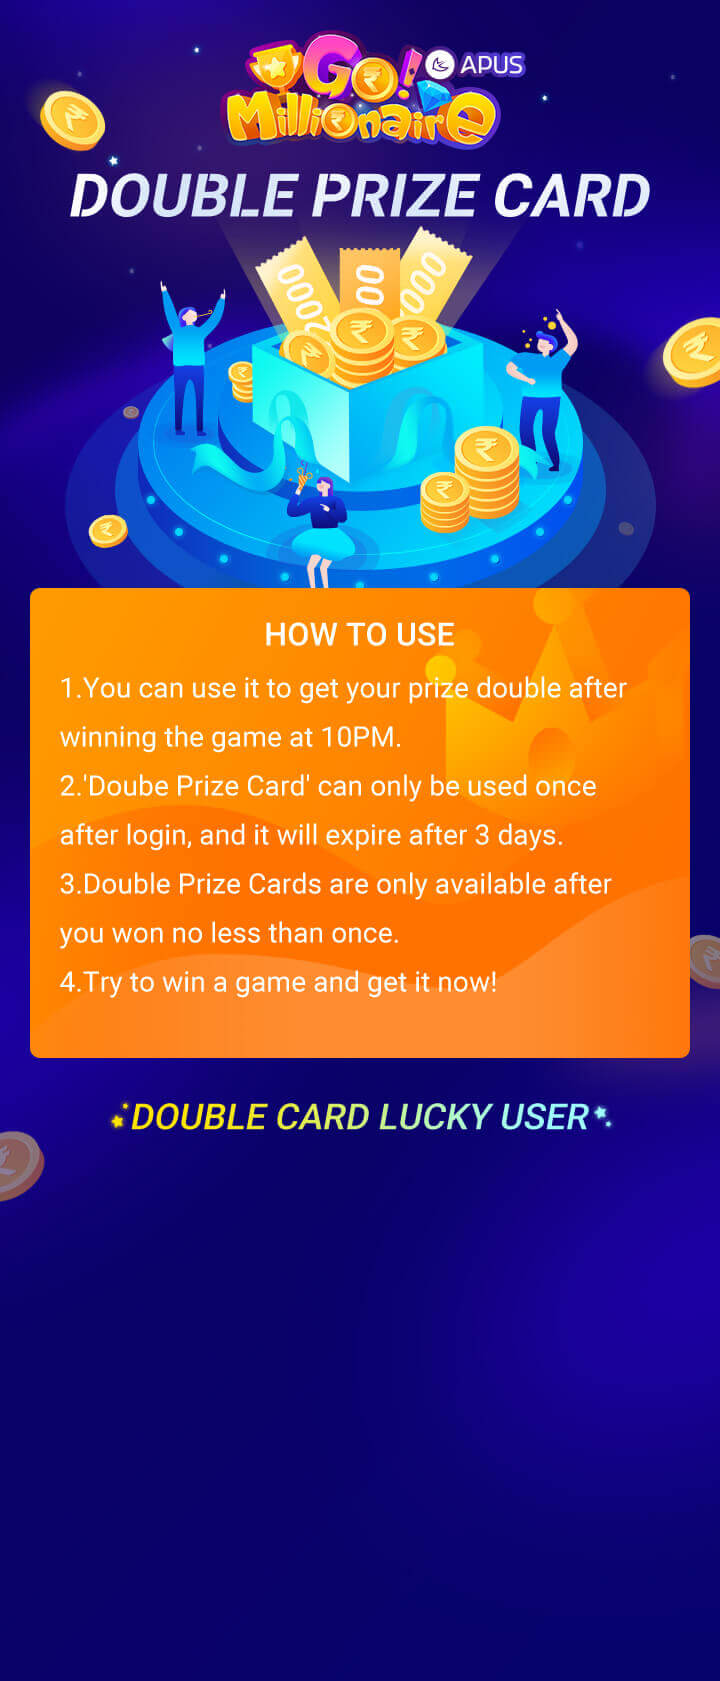 GO!
APUS
Millionaire
DOUBLE PRIZE CARD
2000
00
000
HOW TO USE
1.You can use it to get your prize double after
winning the game at 10PM.
2.'Doube Prize Card' can only be used once
after login, and it will expire after 3 days.
3.Double Prize Cards are only available after
you won no less than once.
4.Try to win a game and get it now!
DOUBLE CARD LUCKY USER